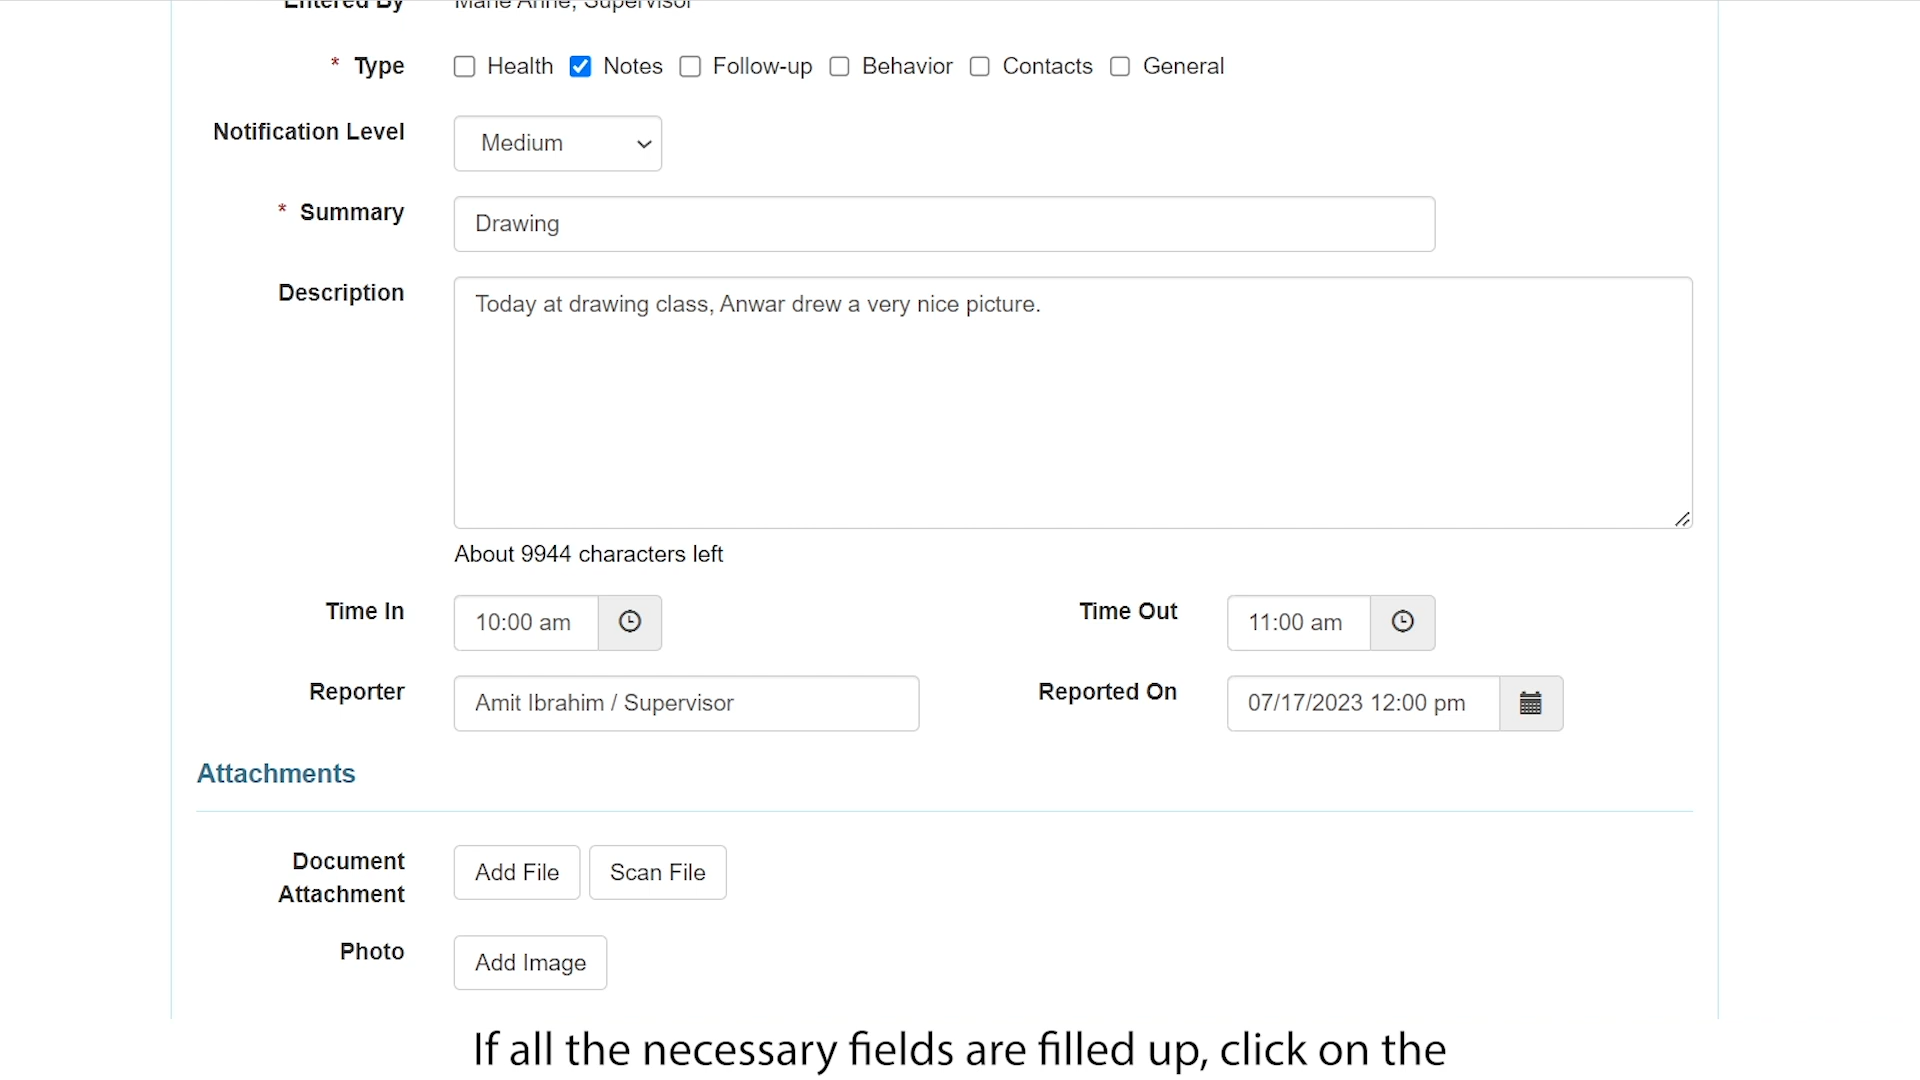 Entered By Marie Anne, Supervisor
* Type Health Notes Follow-up Behavior Contacts General
Notification Level Medium
* Summary Drawing
Description Today at drawing class, Anwar drew a very nice picture.
About 9944 characters left
Time In 10:00 am Time Out 11:00 am
Reporter Amit Ibrahim / Supervisor Reported On 07/17/2023 12:00 pm
Attachments
Document
Attachment Add File Scan File
Photo Add Image
If all the necessary fields are filled up, click on the